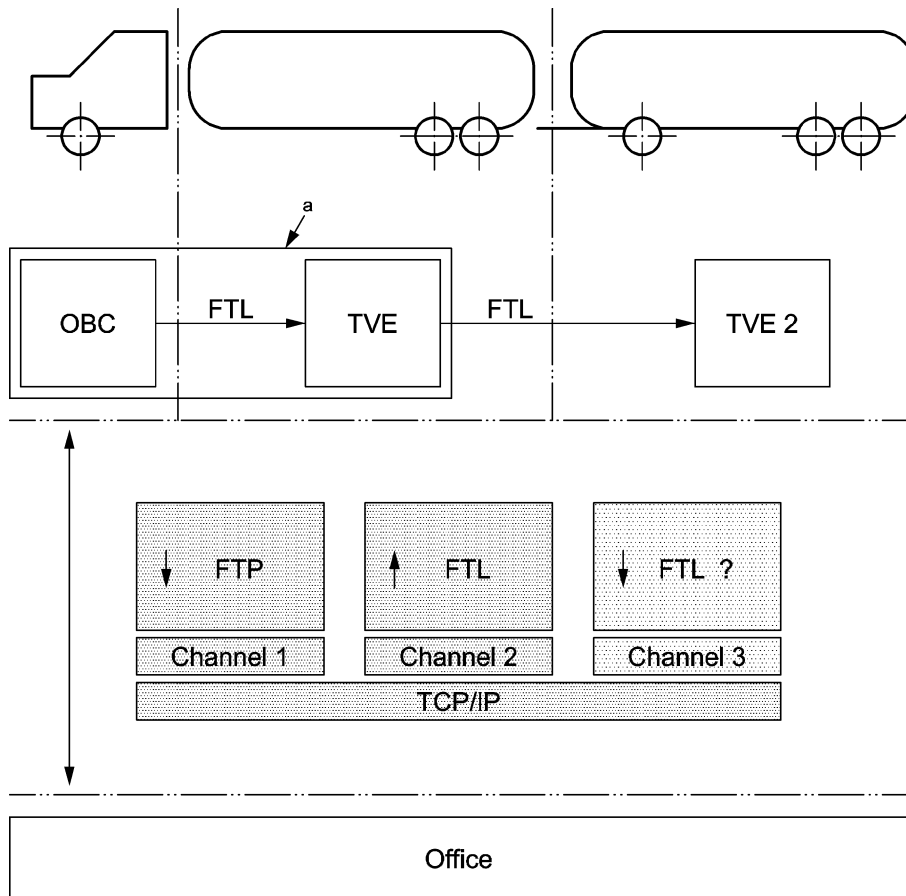 a
OBC
FTL
TVE
FTL
TVE 2
FTP
FTL
FTL ?
Channel 1
Channel 2
Channel 3
TCP/IP
Office